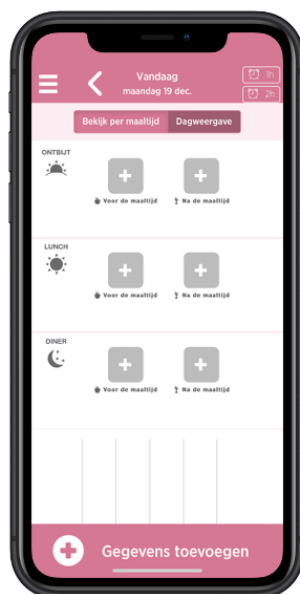 Vandaag
maandag 19 dec.
1h
2h
Bekijk per maaltijd
Dagweergave
ONTBIJT
Voor de maaltijd
Na de maaltijd
LUNCH
Voor de maaltijd
Na de maaltijd
DINER
Voor de maaltijd
Na de maaltijd
Gegevens toevoegen